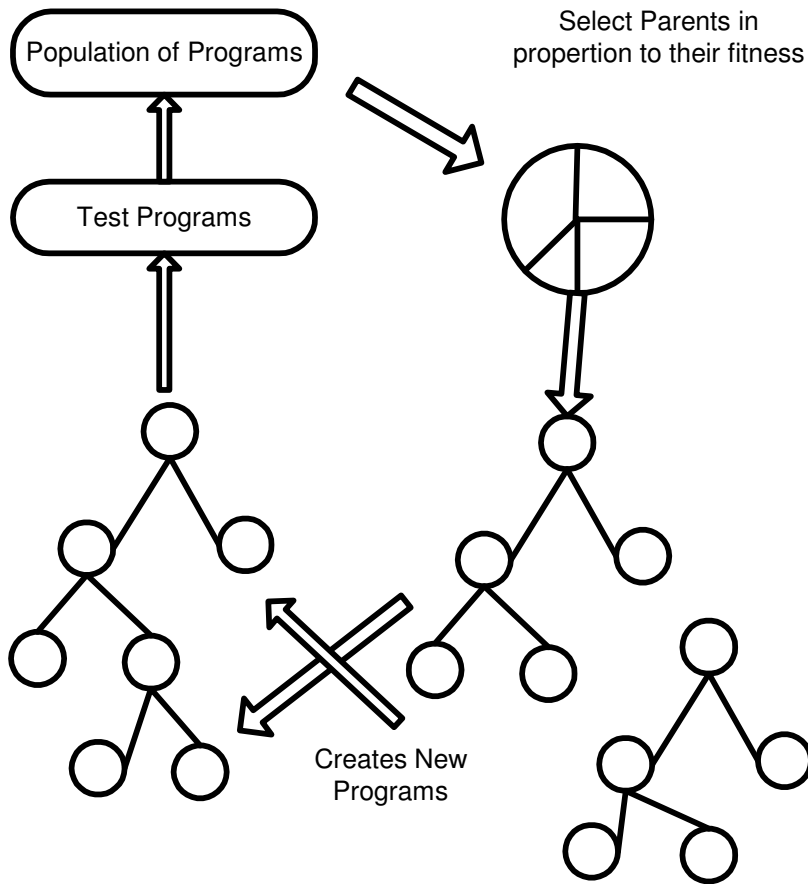 Population of Programs
Select Parents in
propertion to their fitness
Test Programs
Creates New
Programs